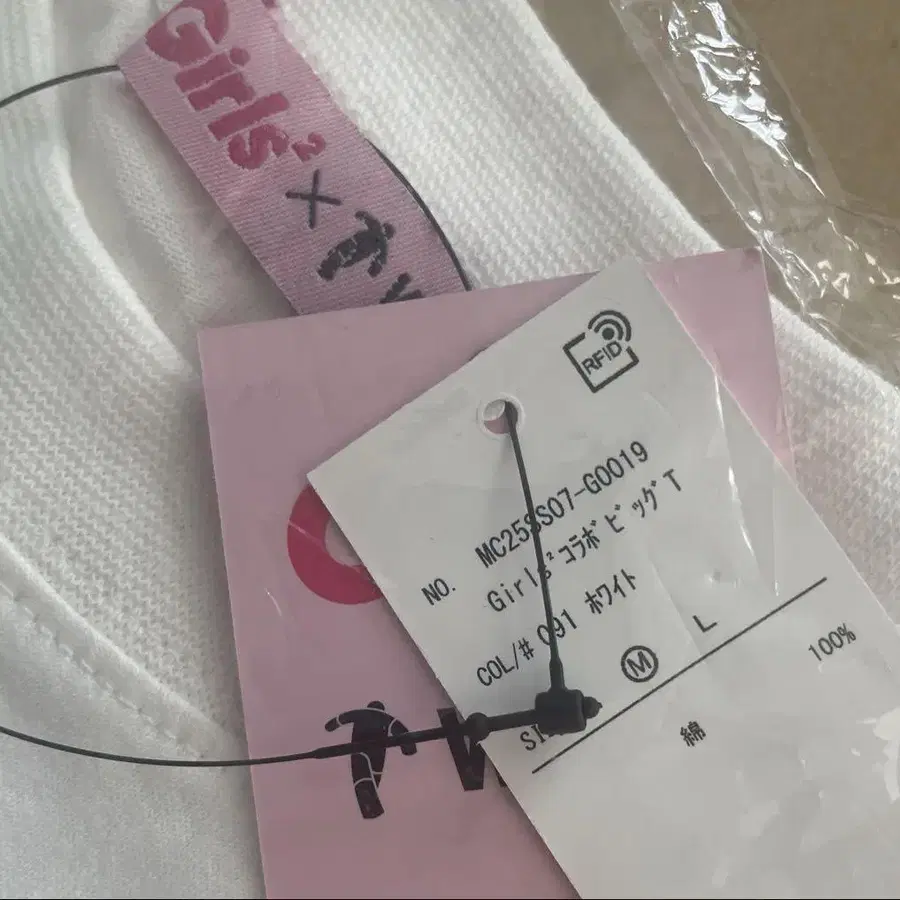 Girls²
×
W
RFID
NO. MC25SS07-G0019
Girls²コラボビッグT
COL/# 091 ホワイト
Ⓜ L
綿 100%
W